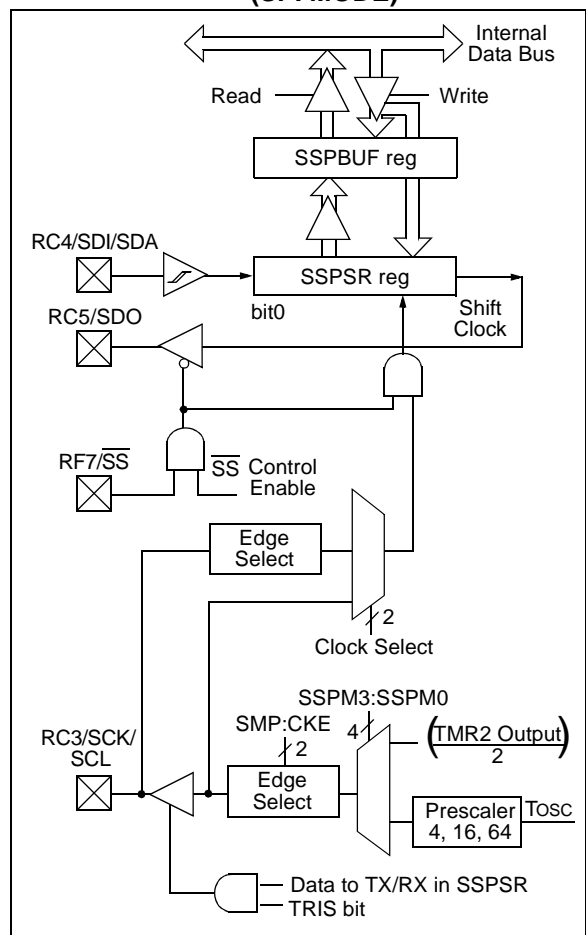 (SPI MODE)
Internal
Data Bus
Read
Write
SSPBUF reg
RC4/SDI/SDA
SSPSR reg
bit0
Shift
Clock
RC5/SDO
RF7/SS
SS Control
Enable
Edge
Select
2
Clock Select
SSPM3:SSPM0
SMP:CKE
4
(TMR2 Output)
2
2
RC3/SCK/
SCL
Edge
Select
Prescaler
4, 16, 64
TOSC
Data to TX/RX in SSPSR
TRIS bit